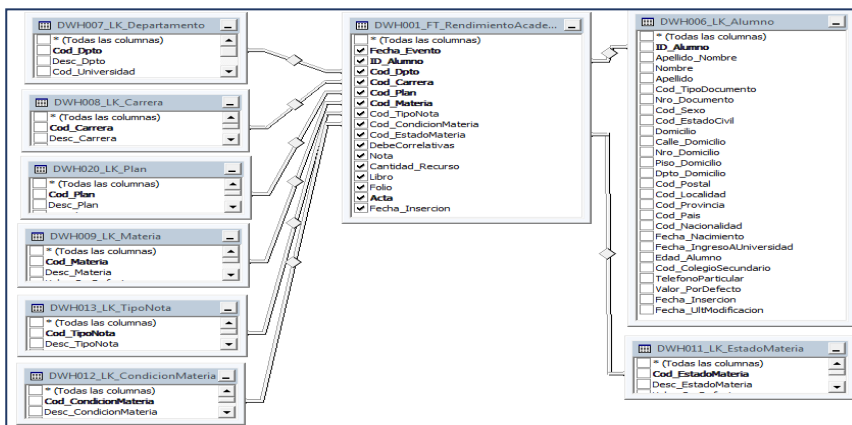 DWH007_LK_Departamento
* (Todas las columnas)
Cod_Dpto
Desc_Dpto
Cod_Universidad
DWH008_LK_Carrera
* (Todas las columnas)
Cod_Carrera
Desc_Carrera
DWH020_LK_Plan
* (Todas las columnas)
Cod_Plan
Desc_Plan
DWH009_LK_Materia
* (Todas las columnas)
Cod_Materia
Desc_Materia
DWH013_LK_TipoNota
* (Todas las columnas)
Cod_TipoNota
Desc_TipoNota
DWH012_LK_CondicionMateria
* (Todas las columnas)
Cod_CondicionMateria
Desc_CondicionMateria
DWH001_FT_RendimientoAcade...
* (Todas las columnas)
Fecha_Evento
ID_Alumno
Cod_Dpto
Cod_Carrera
Cod_Plan
Cod_Materia
Cod_TipoNota
Cod_CondicionMateria
Cod_EstadoMateria
DebeCorrelativas
Nota
Cantidad_Recurso
Libro
Folio
Acta
Fecha_Insercion
DWH006_LK_Alumno
* (Todas las columnas)
ID_Alumno
Apellido_Nombre
Nombre
Apellido
Cod_TipoDocumento
Nro_Documento
Cod_Sexo
Cod_EstadoCivil
Domicilio
Calle_Domicilio
Nro_Domicilio
Piso_Domicilio
Dpto_Domicilio
Cod_Postal
Cod_Localidad
Cod_Provincia
Cod_Pais
Cod_Nacionalidad
Fecha_Nacimiento
Fecha_IngresoAUniversidad
Edad_Alumno
Cod_ColegioSecundario
TelefonoParticular
Valor_PorDefecto
Fecha_Insercion
Fecha_UltModificacion
DWH011_LK_EstadoMateria
* (Todas las columnas)
Cod_EstadoMateria
Desc_EstadoMateria